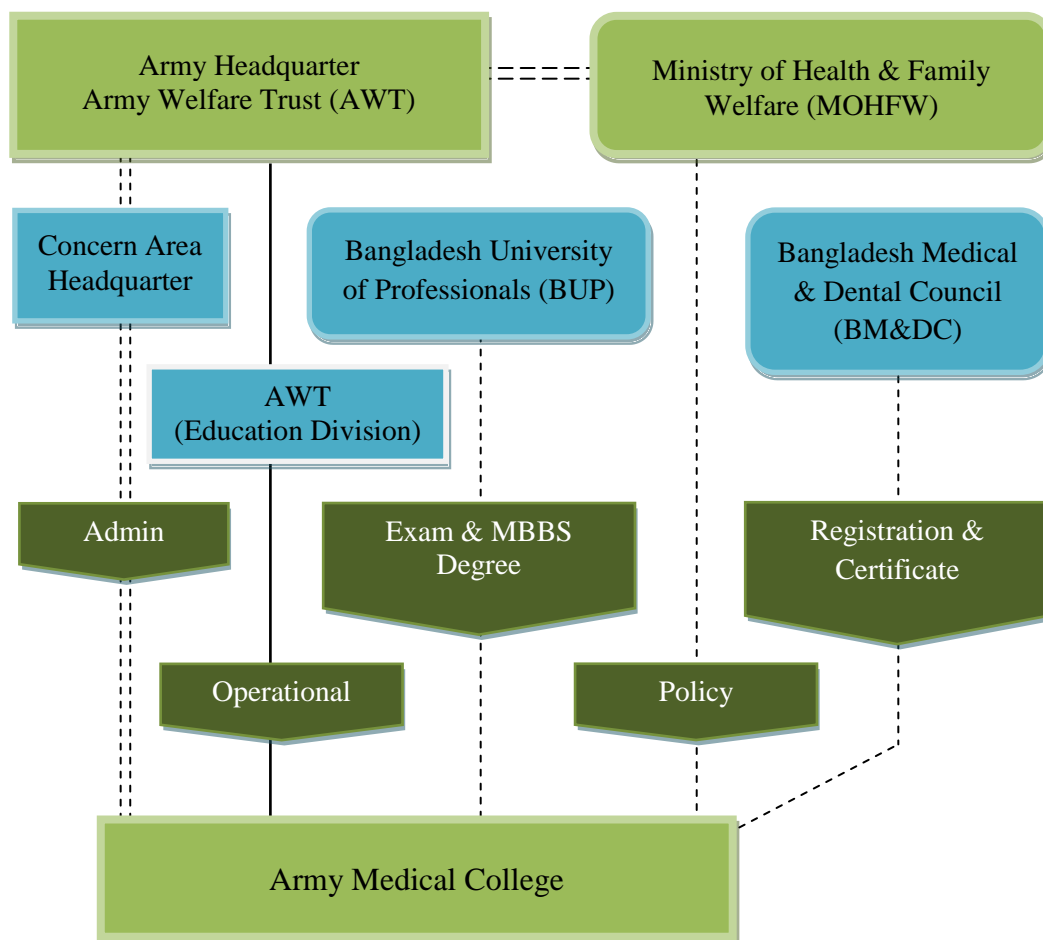 Army Headquarter
Army Welfare Trust (AWT)
Ministry of Health & Family
Welfare (MOHFW)
Concern Area
Headquarter
Bangladesh University
of Professionals (BUP)
Bangladesh Medical
& Dental Council
(BM&DC)
AWT
(Education Division)
Admin
Exam & MBBS
Degree
Registration &
Certificate
Operational
Policy
Army Medical College